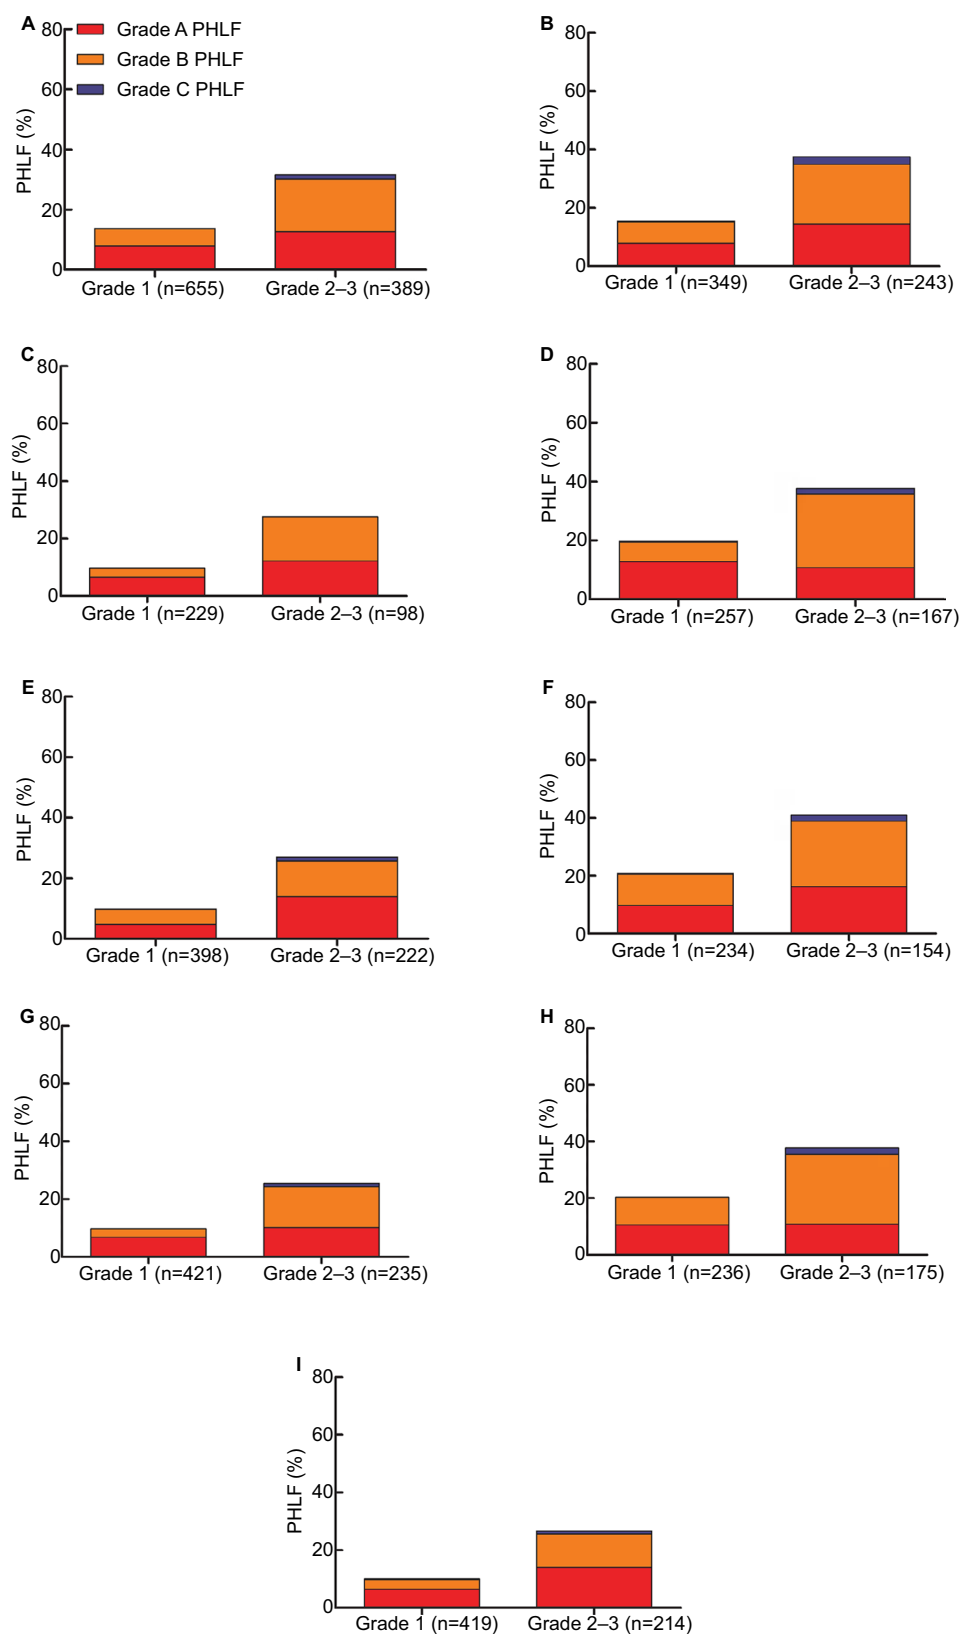 A
80
60
40
20
0
PHLF (%)
Grade A PHLF
Grade B PHLF
Grade C PHLF
Grade 1 (n=655) Grade 2–3 (n=389)
B
80
60
40
20
0
PHLF (%)
Grade 1 (n=349) Grade 2–3 (n=243)
C
80
60
40
20
0
PHLF (%)
Grade 1 (n=229) Grade 2–3 (n=98)
D
80
60
40
20
0
PHLF (%)
Grade 1 (n=257) Grade 2–3 (n=167)
E
80
60
40
20
0
PHLF (%)
Grade 1 (n=398) Grade 2–3 (n=222)
F
80
60
40
20
0
PHLF (%)
Grade 1 (n=234) Grade 2–3 (n=154)
G
80
60
40
20
0
PHLF (%)
Grade 1 (n=421) Grade 2–3 (n=235)
H
80
60
40
20
0
PHLF (%)
Grade 1 (n=236) Grade 2–3 (n=175)
I
80
60
40
20
0
PHLF (%)
Grade 1 (n=419) Grade 2–3 (n=214)